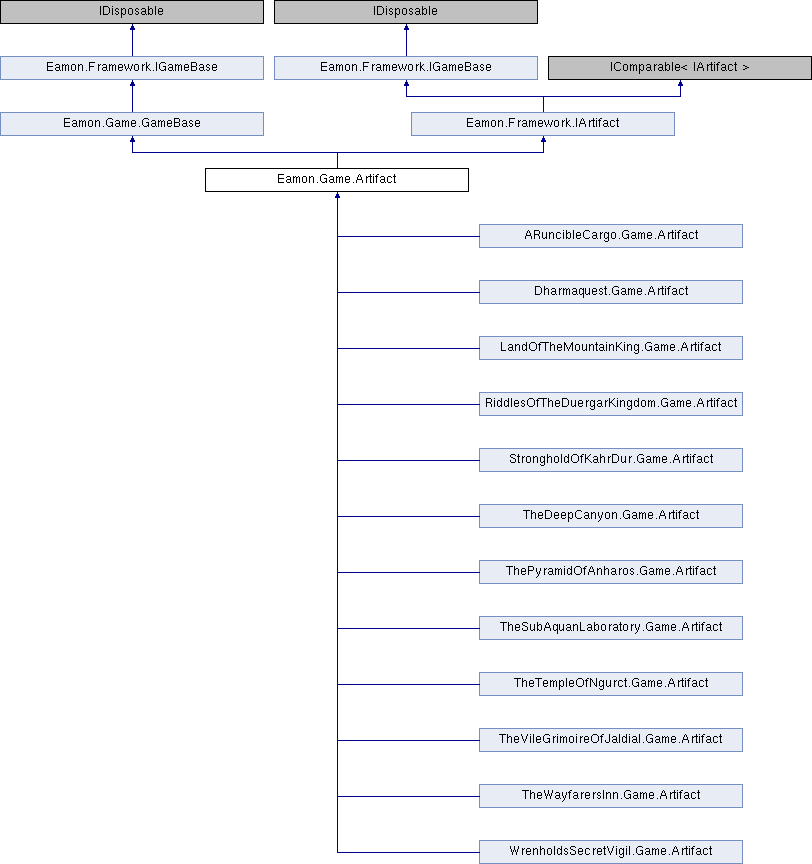 IDisposable
IDisposable
Eamon.Framework.IGameBase
Eamon.Framework.IGameBase
IComparable< IArtifact >
Eamon.Game.GameBase
Eamon.Framework.IArtifact
Eamon.Game.Artifact
ARuncibleCargo.Game.Artifact
Dharmaquest.Game.Artifact
LandOfTheMountainKing.Game.Artifact
RiddlesOfTheDuergarKingdom.Game.Artifact
StrongholdOfKahrDur.Game.Artifact
TheDeepCanyon.Game.Artifact
ThePyramidOfAnharos.Game.Artifact
TheSubAquanLaboratory.Game.Artifact
TheTempleOfNgurct.Game.Artifact
TheVileGrimoireOfJaldial.Game.Artifact
TheWayfarersInn.Game.Artifact
WrenholdsSecretVigil.Game.Artifact